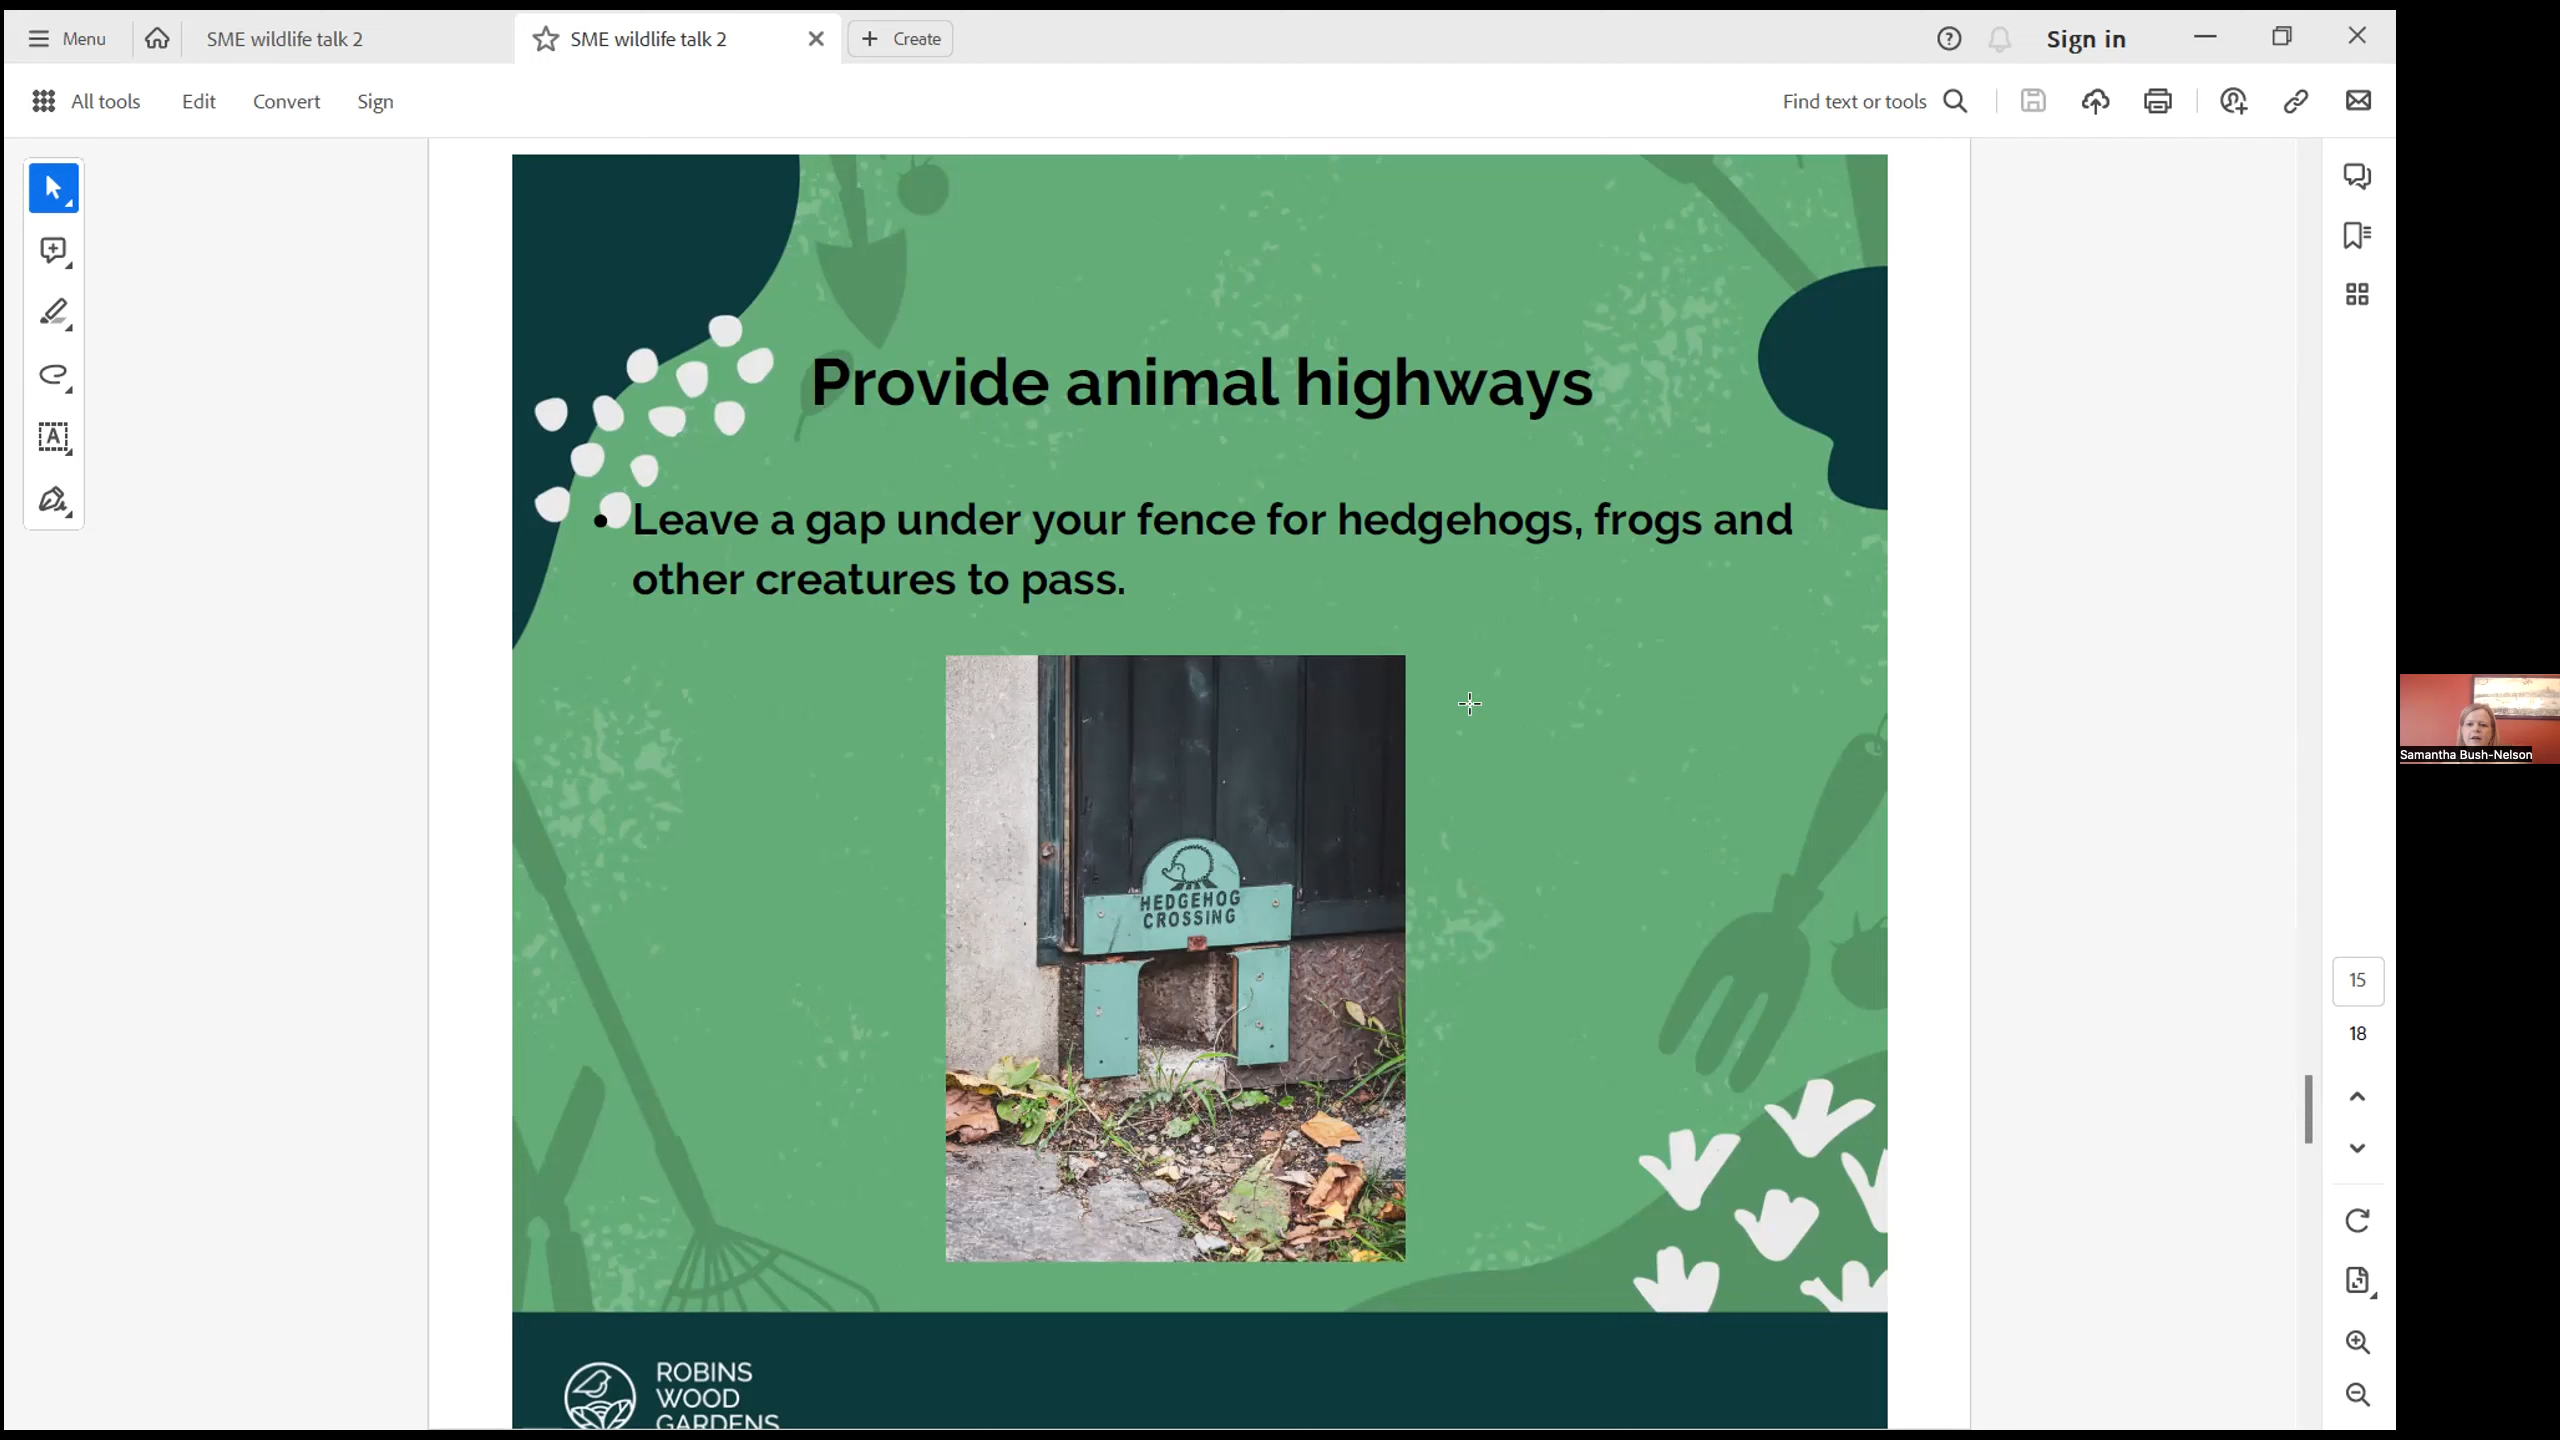 Menu
SME wildlife talk 2
SME wildlife talk 2
Create
Sign in
All tools
Edit
Convert
Sign
Find text or tools
Provide animal highways
• Leave a gap under your fence for hedgehogs, frogs and
other creatures to pass.
HEDGEHOG
CROSSING
Samantha Bush-Nelson
15
18
ROBINS
WOOD
GARDENS